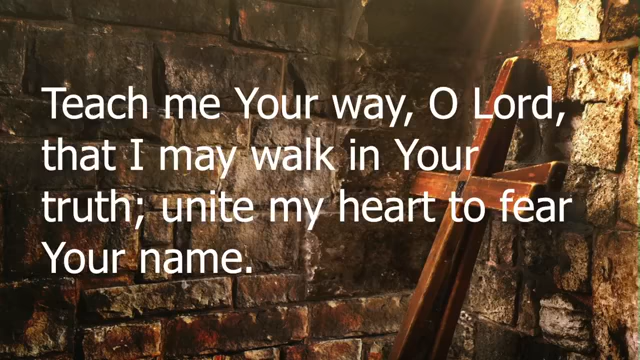 Teach me Your way, O Lord,
that I may walk in Your
truth; unite my heart to fear
Your name.